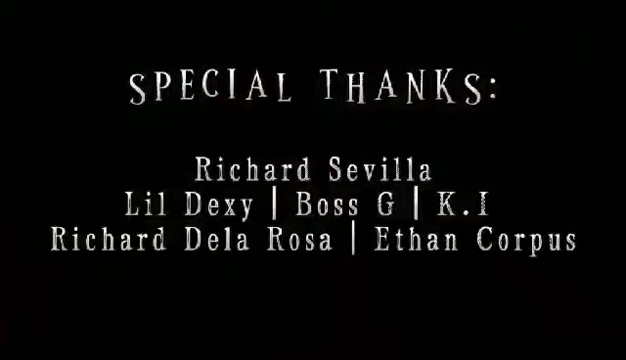 SPECIAL THANKS:
Richard Sevilla
Lil Dexy | Boss G | K.I
Richard Dela Rosa | Ethan Corpus